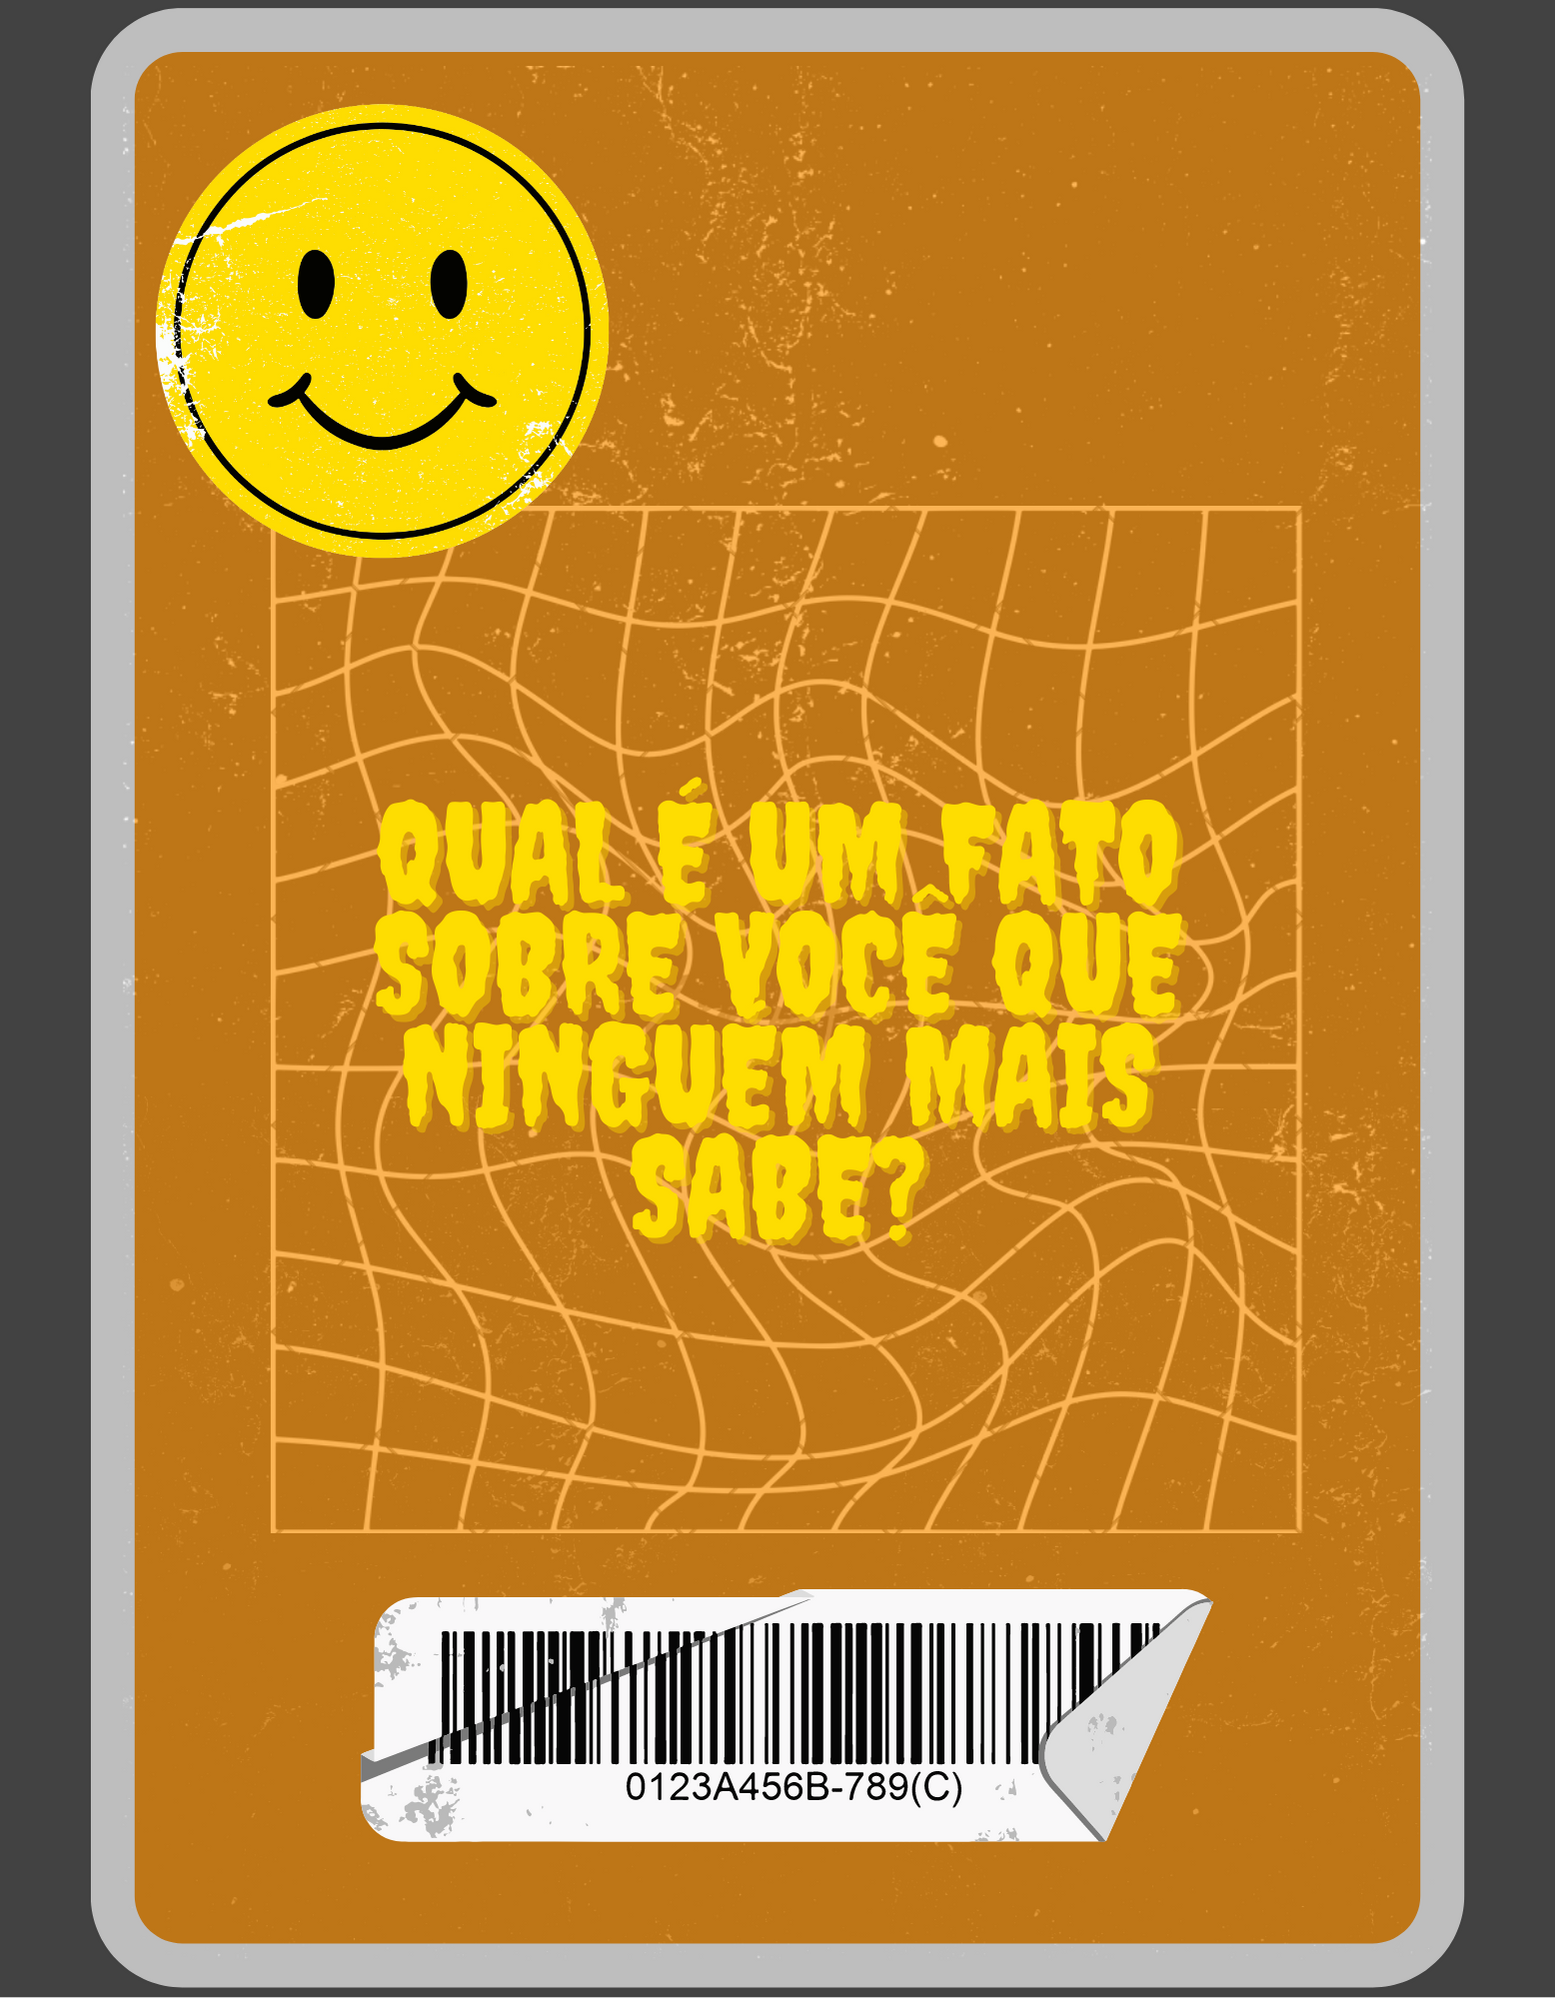 QUAL É UM FATO
SOBRE VOCÊ QUE
NINGUEM MAIS
SABE?
0123A456B-789(C)